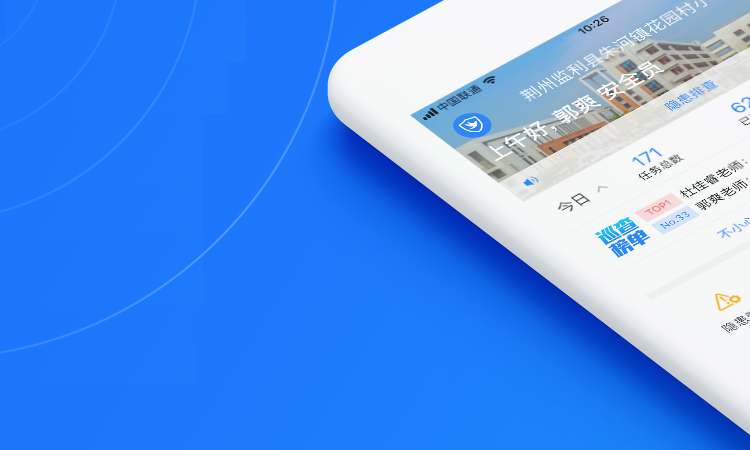 中国联通
10:26
荆州监利县朱河镇花园村小
上午好,郭爽 安全员
隐患排查
今日
171
任务总数
62
巡查
榜单
TOP1
杜佳睿老师:
No.33
郭爽老师:
不小心
隐患